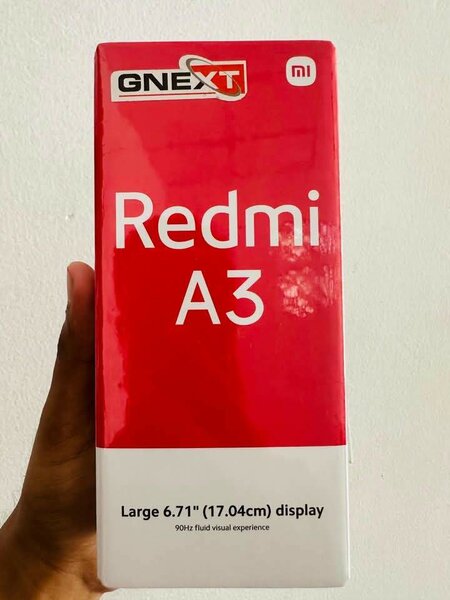 GNEXT
mi
Redmi
A3
Large 6.71" (17.04cm) display
90Hz fluid visual experience